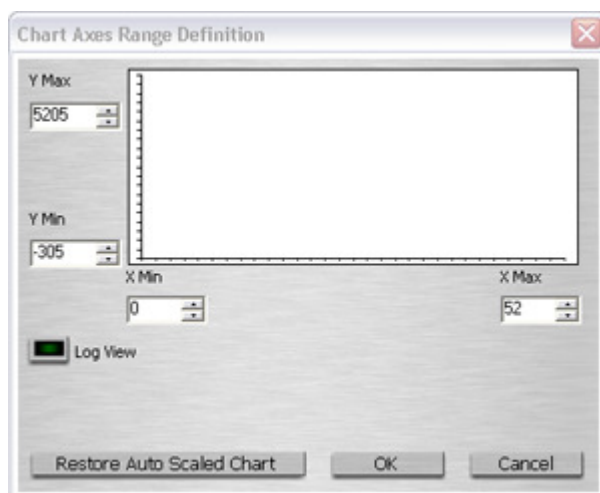 Chart Axes Range Definition
Y Max
5205
Y Min
-305
X Min
X Max
0
52
Log View
Restore Auto Scaled Chart
OK
Cancel